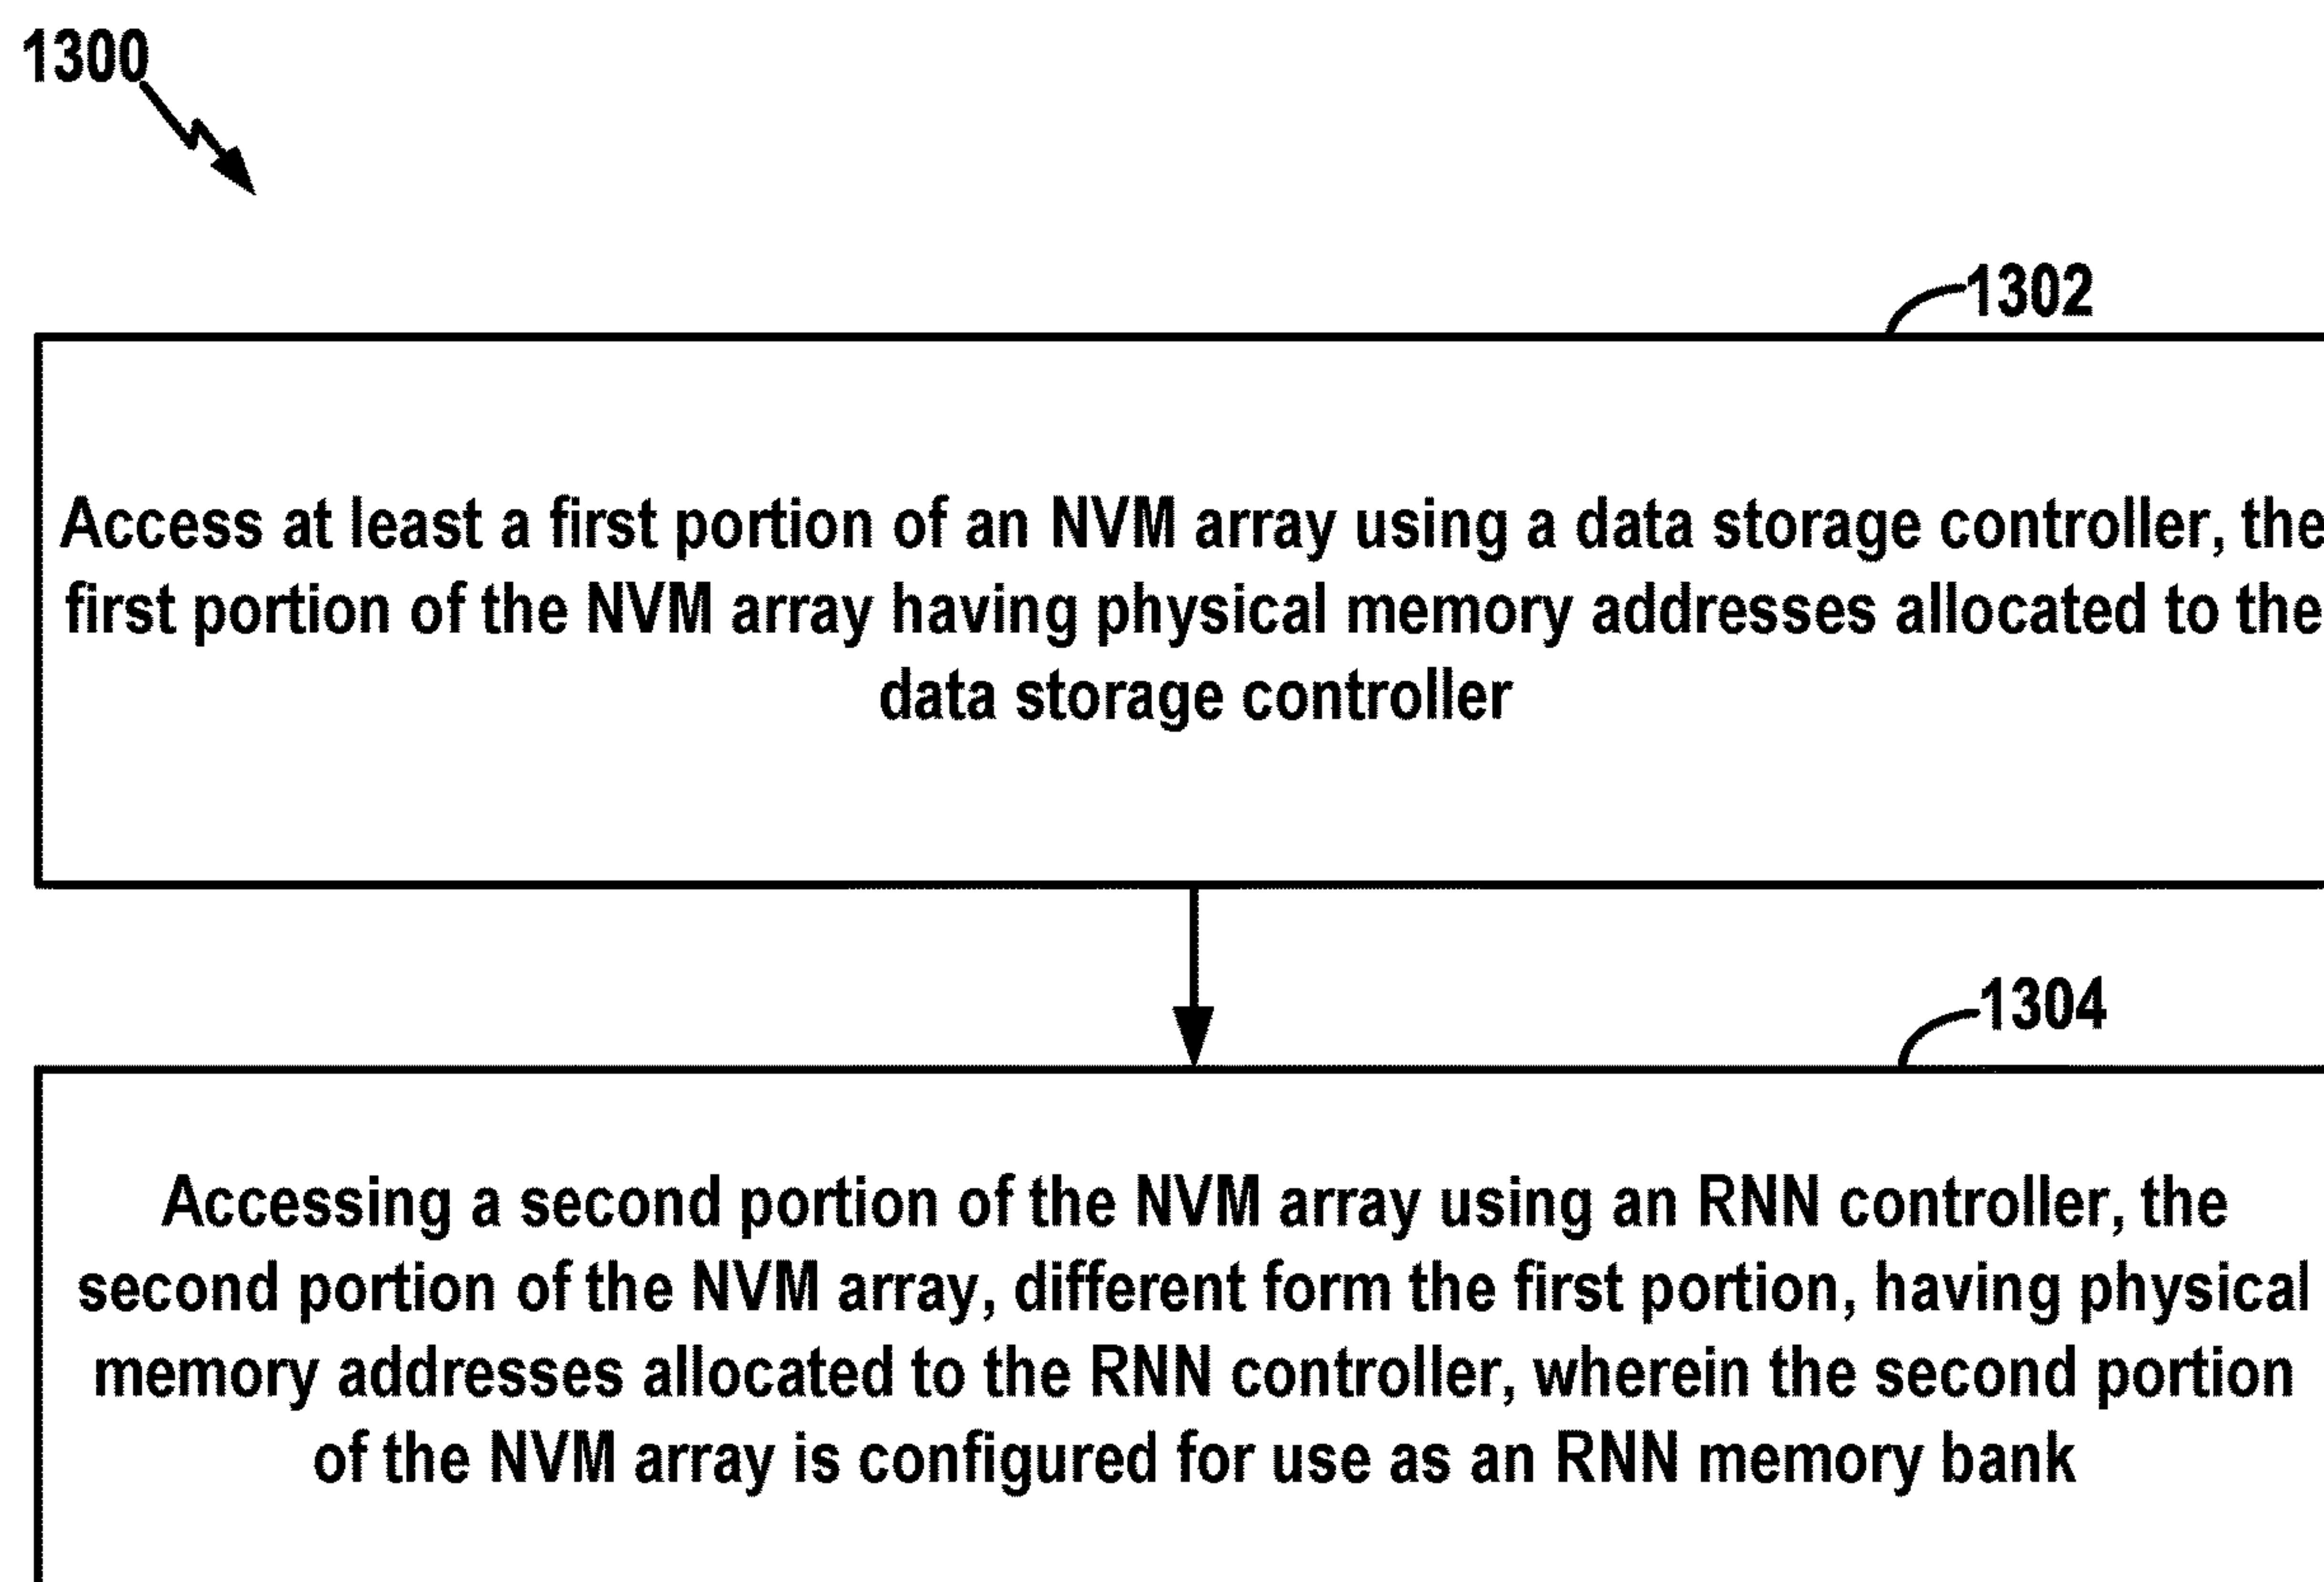 1300
1302
Access at least a first portion of an NVM array using a data storage controller, the
first portion of the NVM array having physical memory addresses allocated to the
data storage controller
1304
Accessing a second portion of the NVM array using an RNN controller, the
second portion of the NVM array, different form the first portion, having physical
memory addresses allocated to the RNN controller, wherein the second portion
of the NVM array is configured for use as an RNN memory bank